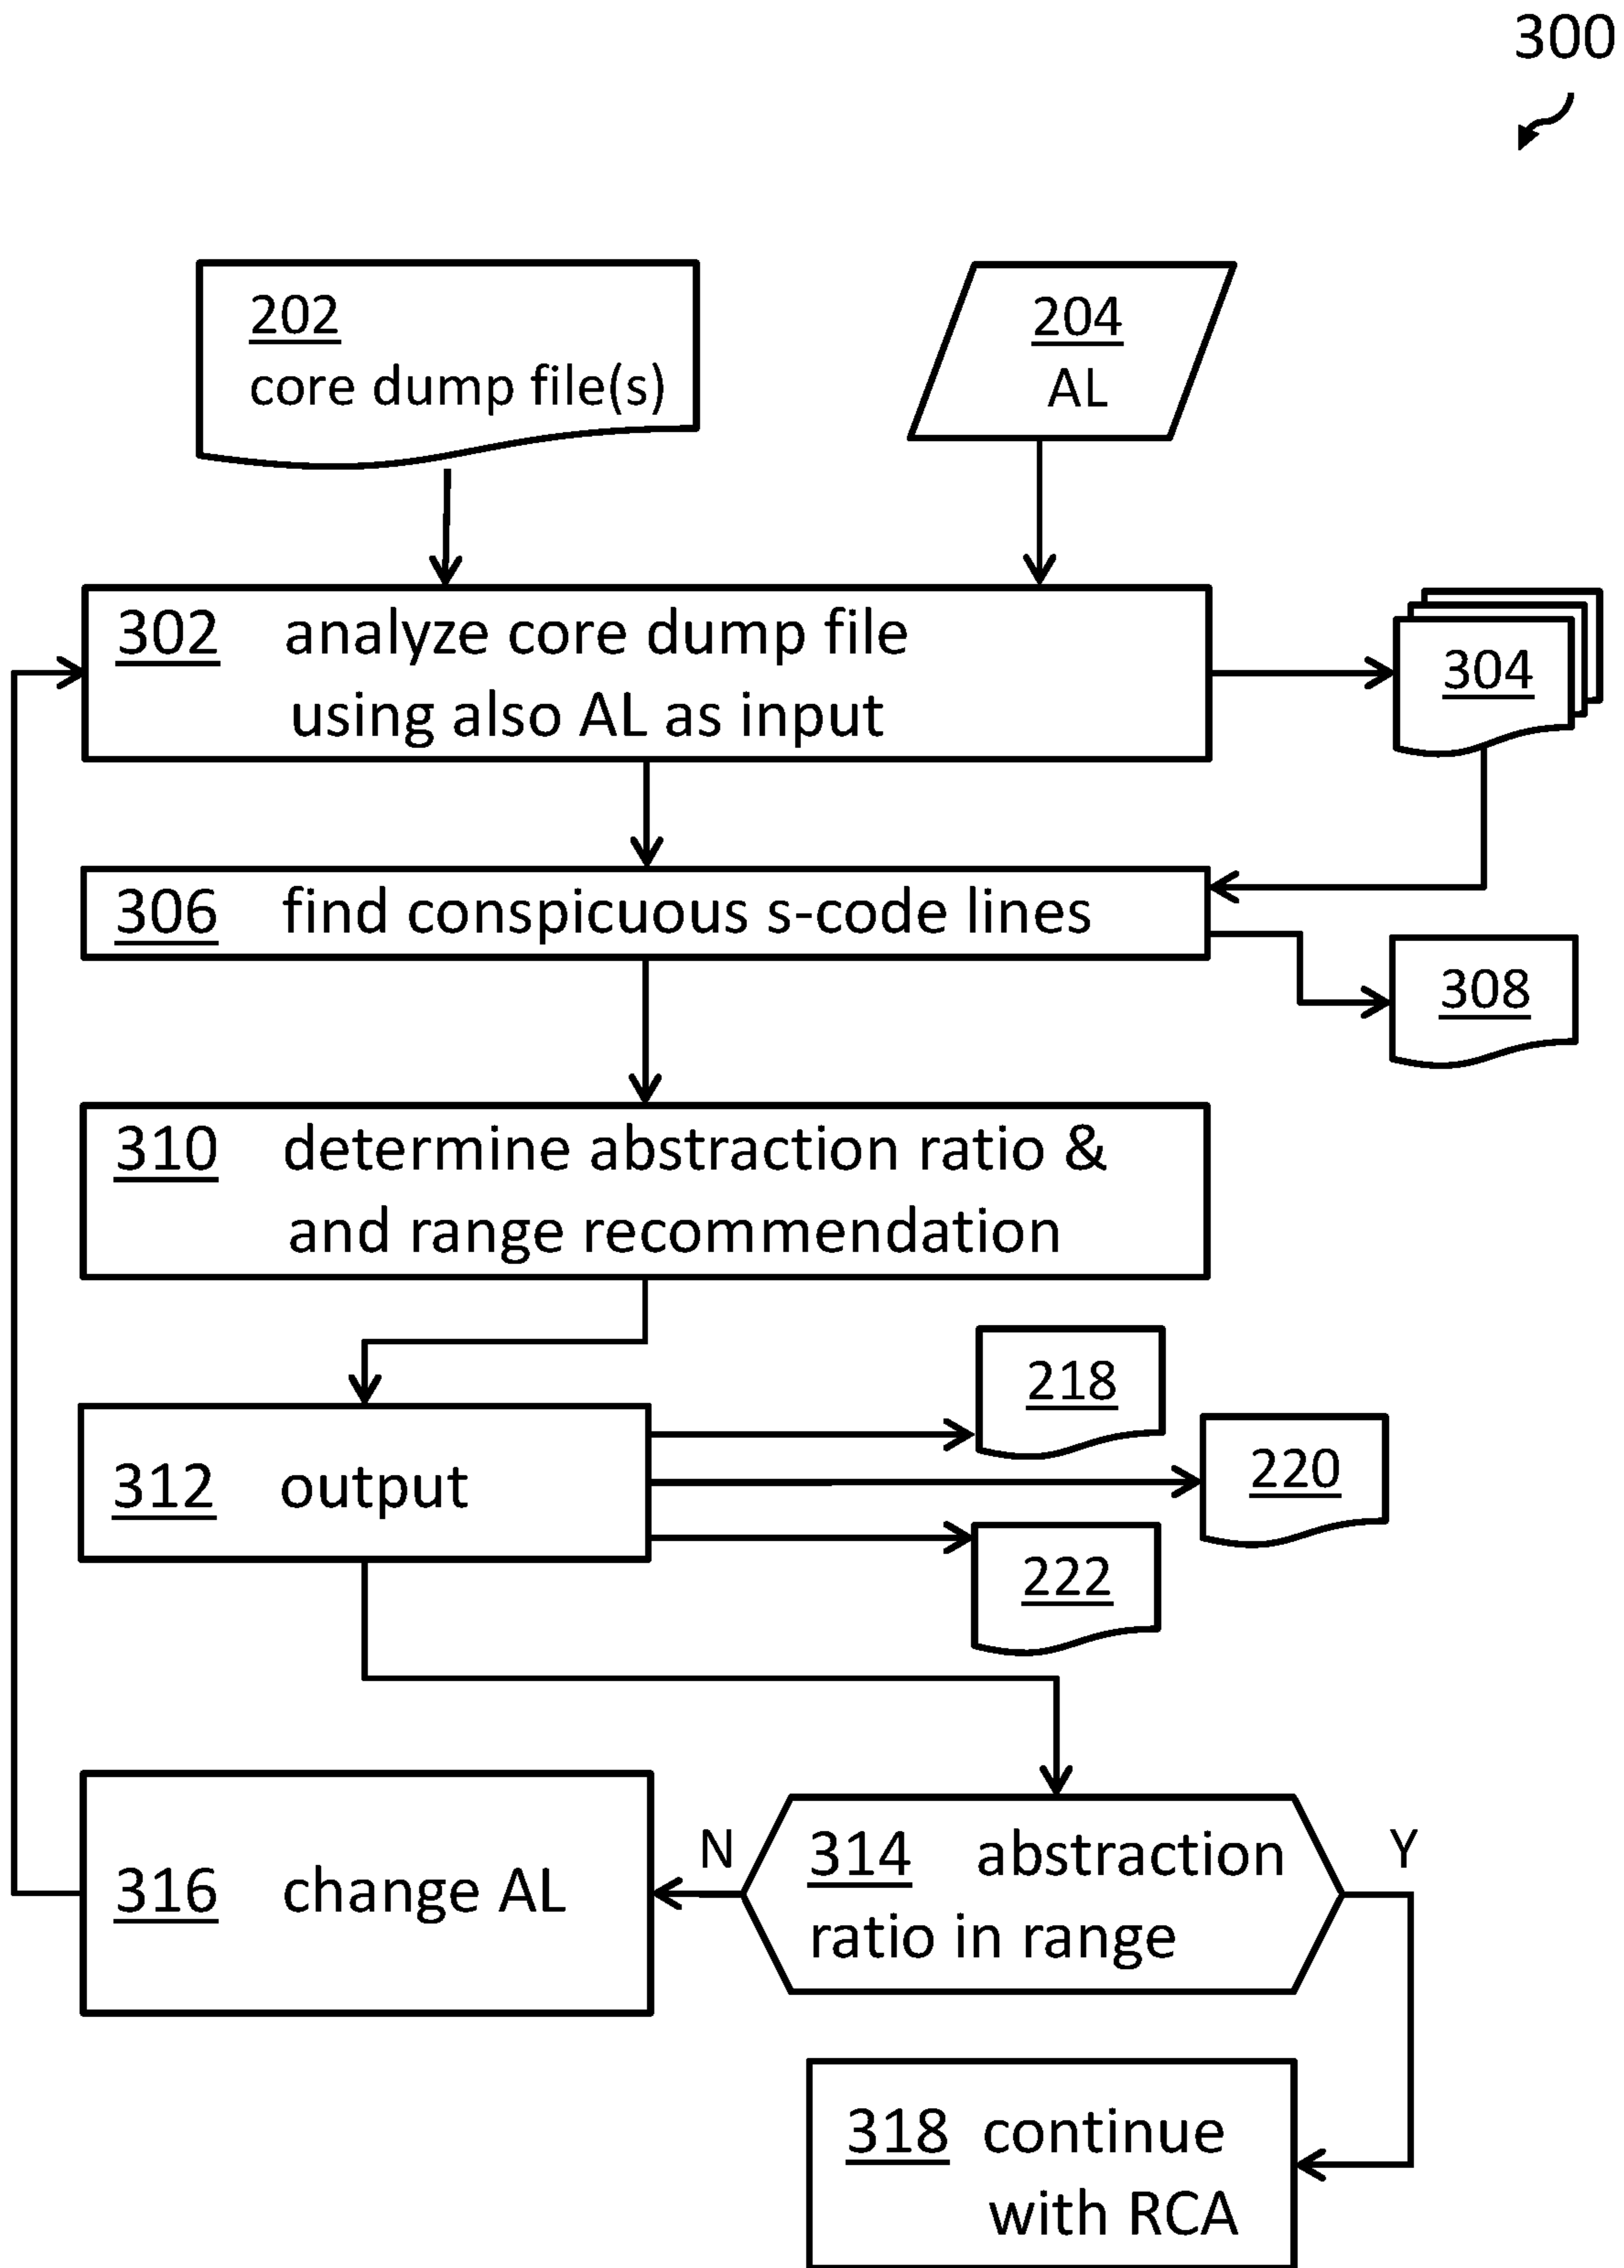 300
202
core dump file(s)
204
AL
302 analyze core dump file
using also AL as input
304
306 find conspicuous s-code lines
308
310 determine abstraction ratio &
and range recommendation
218
312 output
220
222
N
314 abstraction
Y
316 change AL
ratio in range
318 continue
with RCA